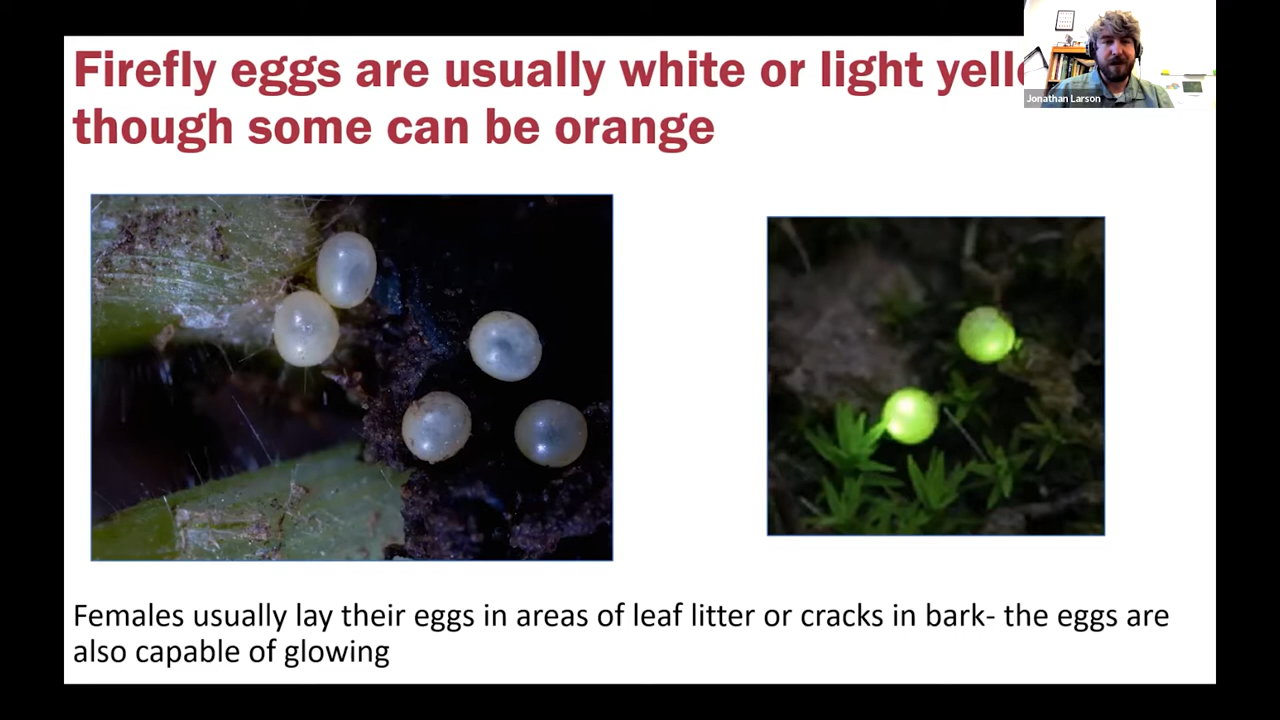 Firefly eggs are usually white or light
though some can be orange
Jonathan Larson
Females usually lay their eggs in areas of leaf litter or cracks in bark- the eggs are
also capable of glowing